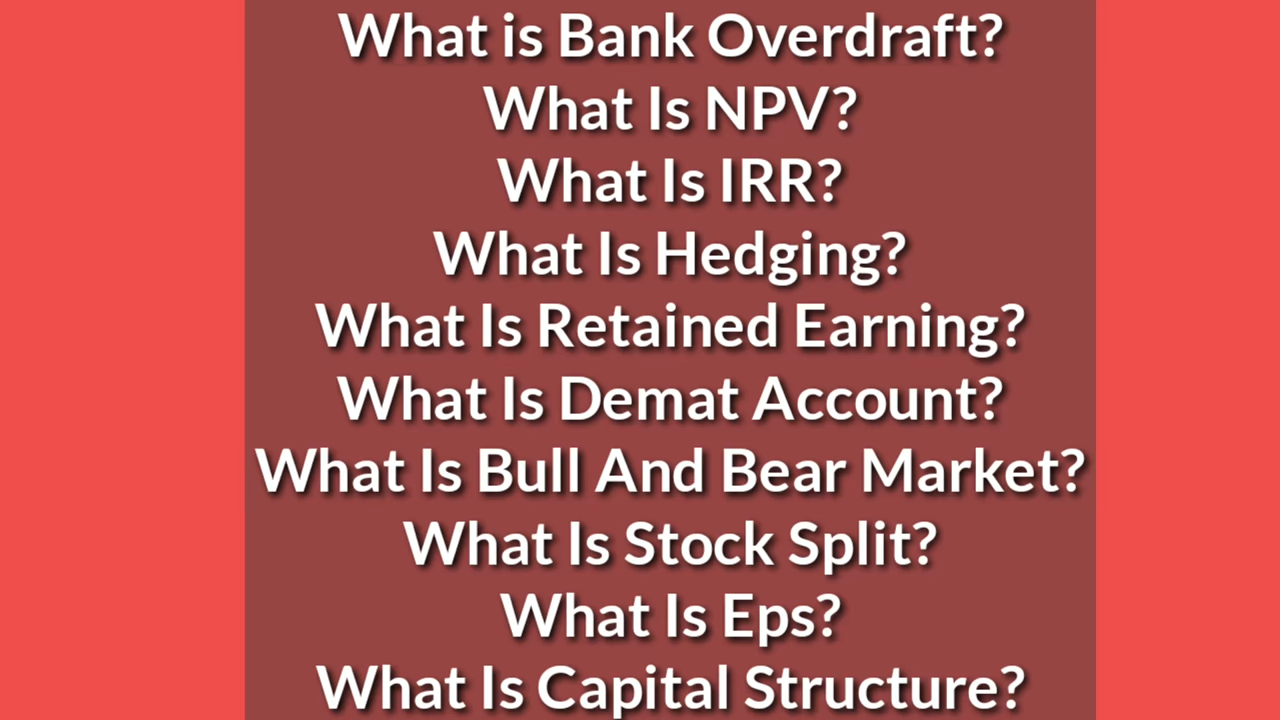 What is Bank Overdraft?
What Is NPV?
What Is IRR?
What Is Hedging?
What Is Retained Earning?
What Is Demat Account?
What Is Bull And Bear Market?
What Is Stock Split?
What Is Eps?
What Is Capital Structure?